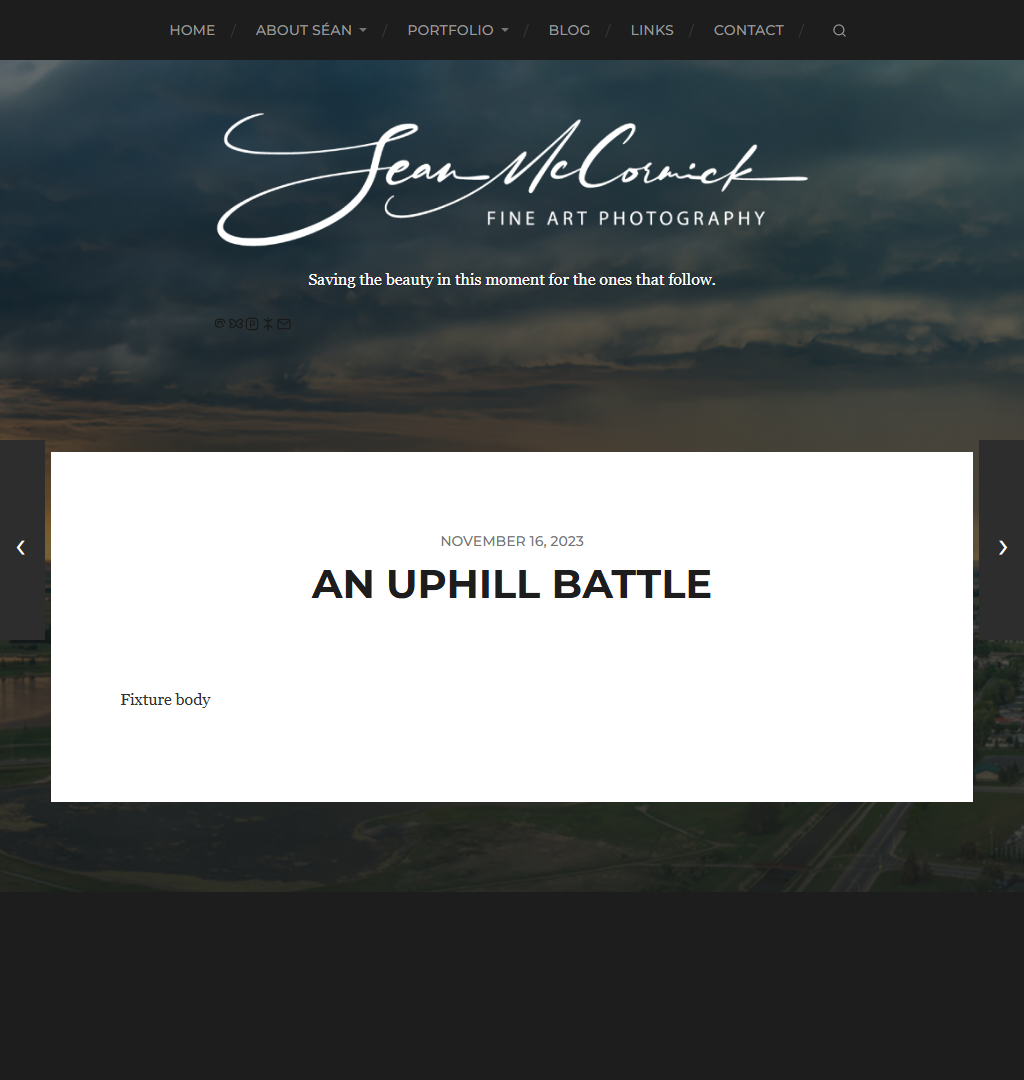 HOME / ABOUT SÉAN / PORTFOLIO / BLOG / LINKS / CONTACT /
Sean McCormick
FINE ART PHOTOGRAPHY
Saving the beauty in this moment for the ones that follow.
NOVEMBER 16, 2023
AN UPHILL BATTLE
Fixture body